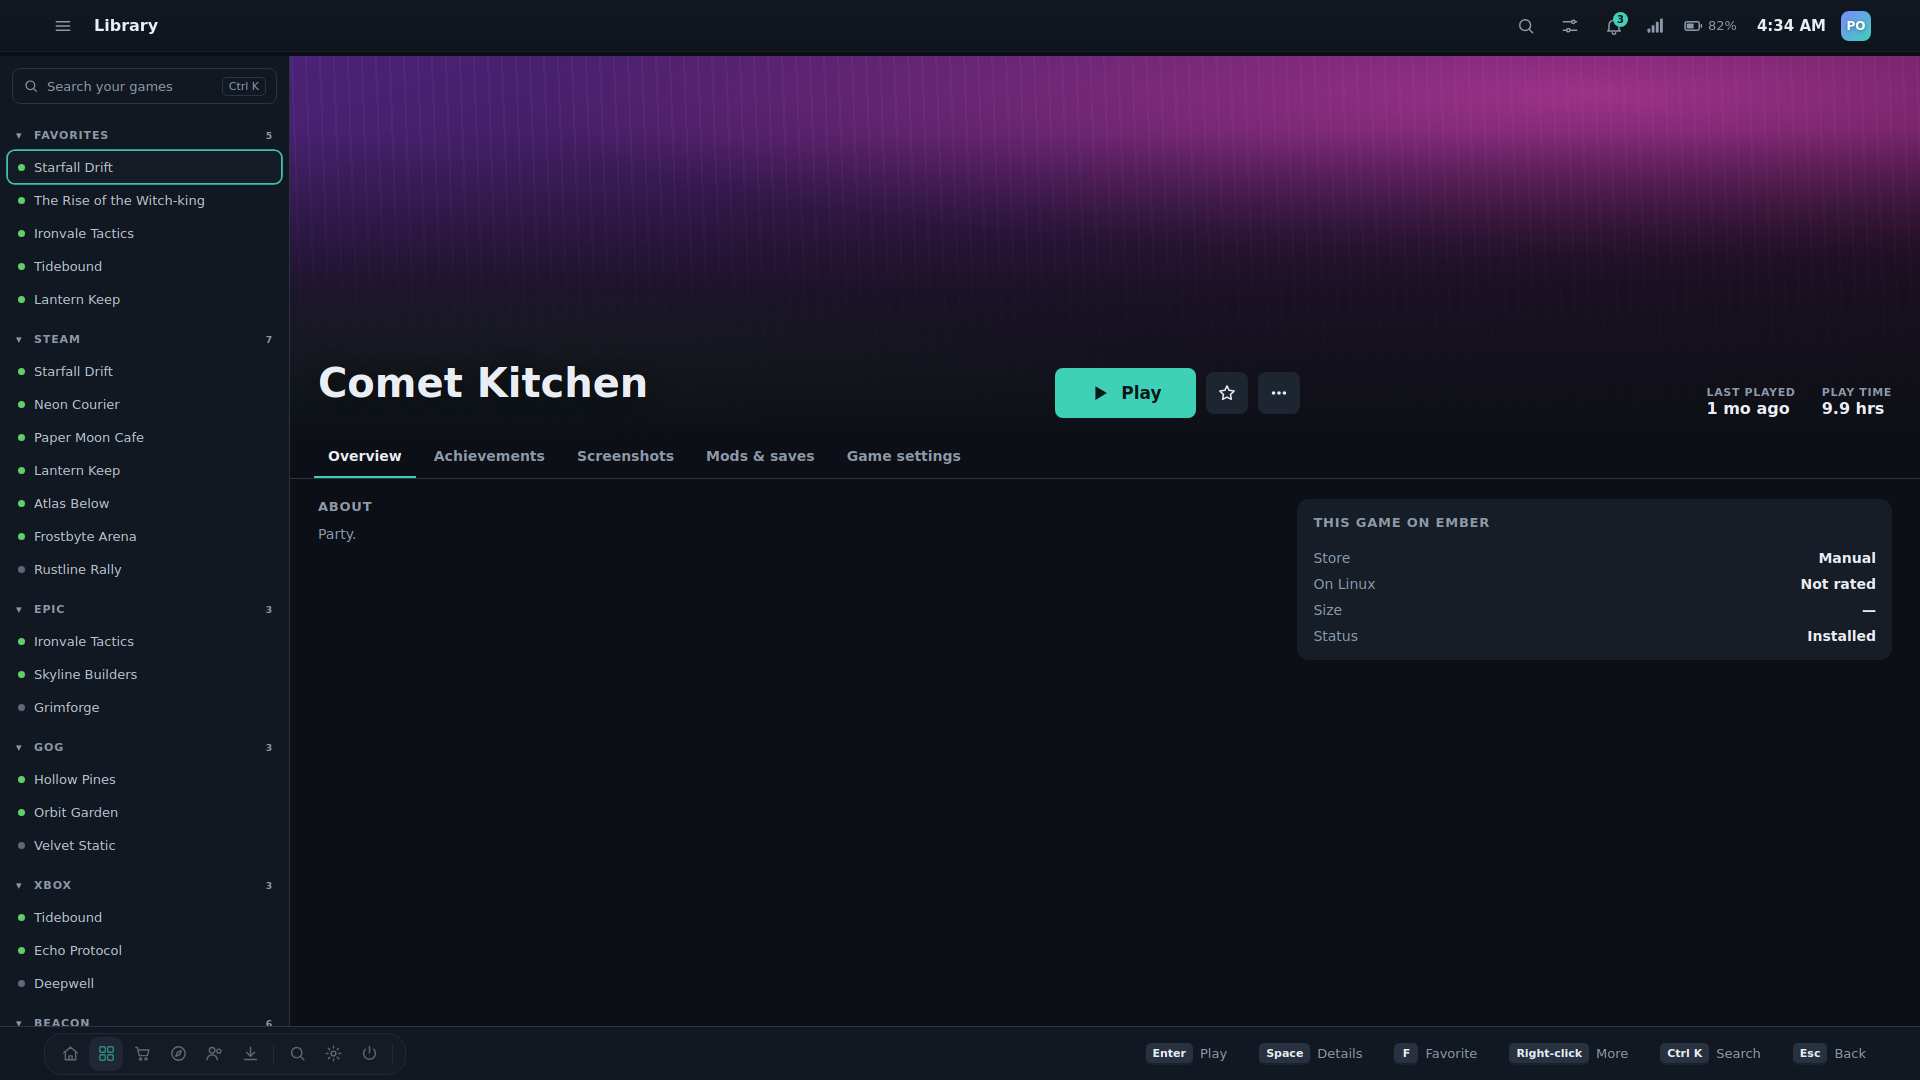 Library
3
82%
4:34 AM
PO
Search your games
Ctrl K
FAVORITES 5
Starfall Drift
The Rise of the Witch-king
Ironvale Tactics
Tidebound
Lantern Keep
STEAM 7
Starfall Drift
Neon Courier
Paper Moon Cafe
Lantern Keep
Atlas Below
Frostbyte Arena
Rustline Rally
EPIC 3
Ironvale Tactics
Skyline Builders
Grimforge
GOG 3
Hollow Pines
Orbit Garden
Velvet Static
XBOX 3
Tidebound
Echo Protocol
Deepwell
BEACON 6
Comet Kitchen
Play
LAST PLAYED
1 mo ago
PLAY TIME
9.9 hrs
Overview Achievements Screenshots Mods & saves Game settings
ABOUT
Party.
THIS GAME ON EMBER
Store Manual
On Linux Not rated
Size —
Status Installed
Enter Play Space Details F Favorite Right-click More Ctrl K Search Esc Back